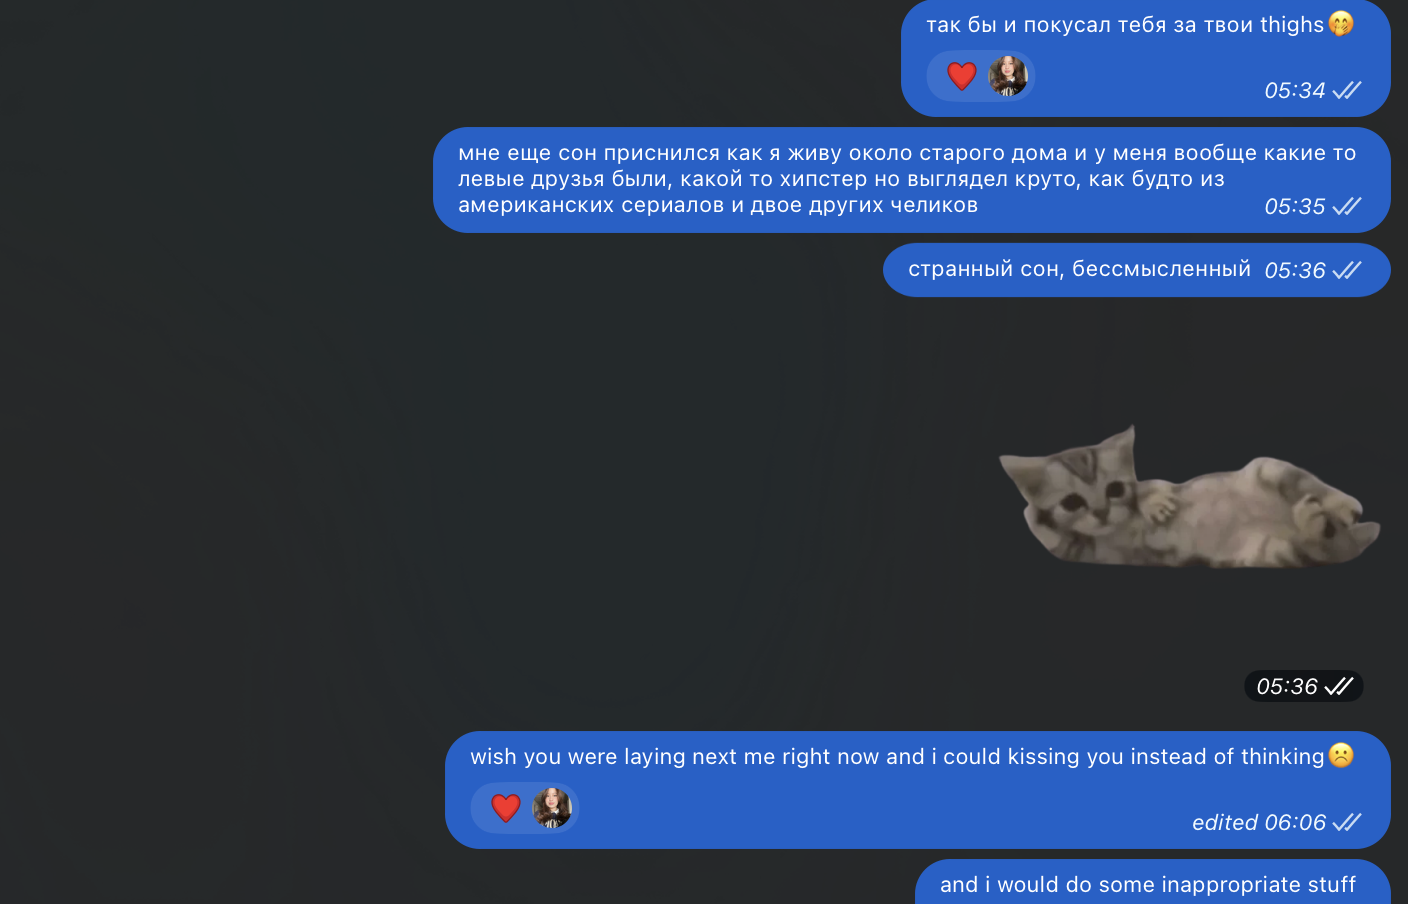 так бы и покусал тебя за твои thighs🤭
05:34
мне еще сон приснился как я живу около старого дома и у меня вообще какие то
левые друзья были, какой то хипстер но выглядел круто, как будто из
американских сериалов и двое других челиков
05:35
странный сон, бессмысленный 05:36
05:36
wish you were laying next me right now and i could kissing you instead of thinking☹️
edited 06:06
and i would do some inappropriate stuff